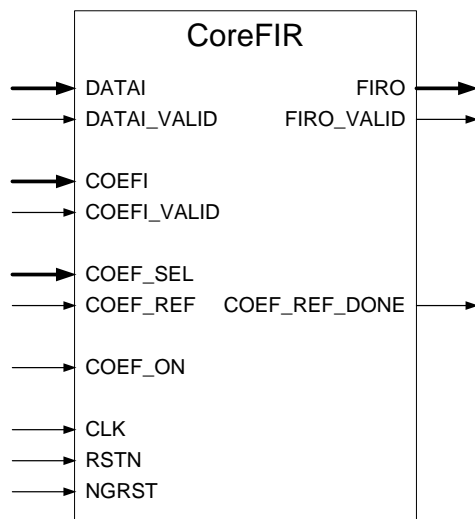 CoreFIR
DATAI FIRO
DATAI_VALID FIRO_VALID
COEFI
COEFI_VALID
COEF_SEL
COEF_REF COEF_REF_DONE
COEF_ON
CLK
RSTN
NGRST